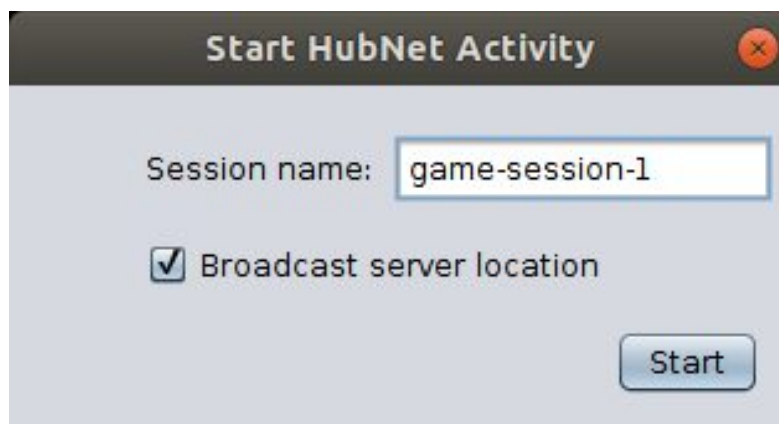 Start HubNet Activity
Session name: game-session-1
Broadcast server location
Start